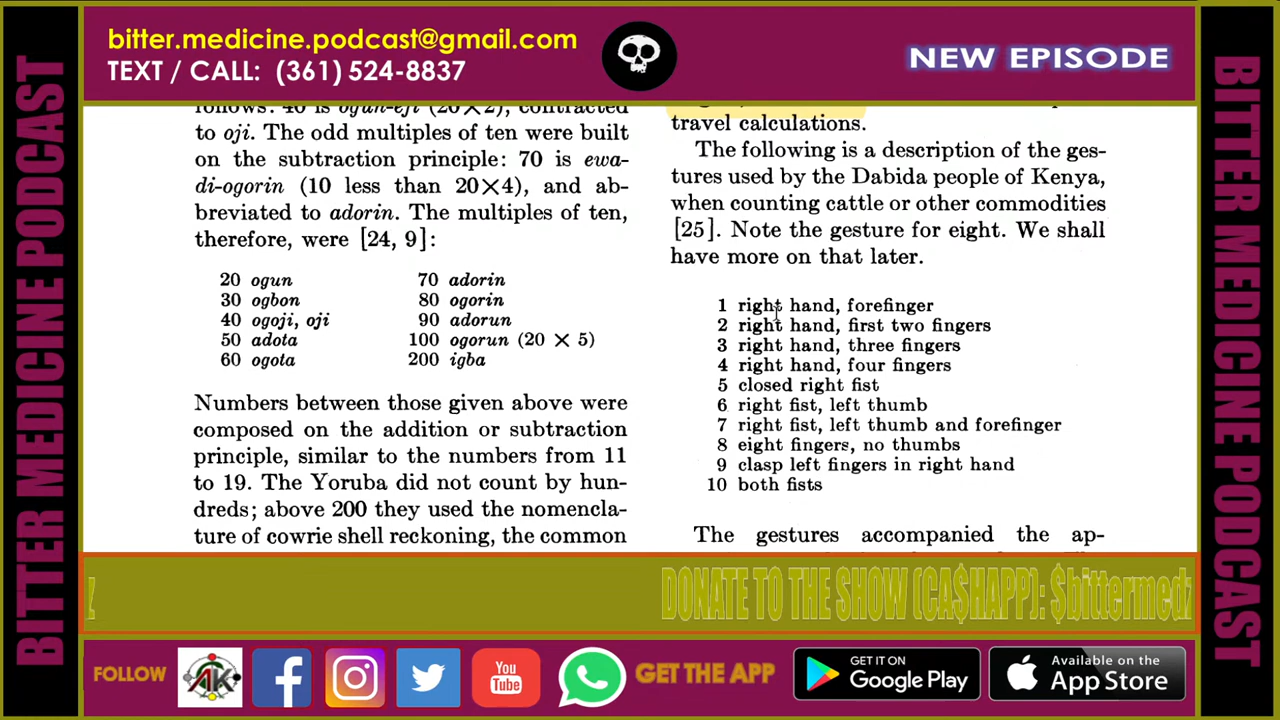 bitter.medicine.podcast@gmail.com
TEXT / CALL: (361) 524-8837
NEW EPISODE
BITTER MEDICINE PODCAST
follows: 40 is ogun-eji (20×2), contracted
to oji. The odd multiples of ten were built
on the subtraction principle: 70 is ewa-
di-ogorin (10 less than 20×4), and ab-
breviated to adorin. The multiples of ten,
therefore, were [24, 9]:
20 ogun
30 ogbon
40 ogoji, oji
50 adota
60 ogota
70 adorin
80 ogorin
90 adorun
100 ogorun (20 × 5)
200 igba
Numbers between those given above were
composed on the addition or subtraction
principle, similar to the numbers from 11
to 19. The Yoruba did not count by hun-
dreds; above 200 they used the nomencla-
ture of cowrie shell reckoning, the common
travel calculations.
The following is a description of the ges-
tures used by the Dabida people of Kenya,
when counting cattle or other commodities
[25]. Note the gesture for eight. We shall
have more on that later.
1 right hand, forefinger
2 right hand, first two fingers
3 right hand, three fingers
4 right hand, four fingers
5 closed right fist
6 right fist, left thumb
7 right fist, left thumb and forefinger
8 eight fingers, no thumbs
9 clasp left fingers in right hand
10 both fists
The gestures accompanied the ap-
BITTER MEDICINE PODCAST
z
DONATE TO THE SHOW (CA$HAPP): $bittermedz
FOLLOW
AK
You
Tube
GET THE APP
GET IT ON
Google Play
Available on the
App Store